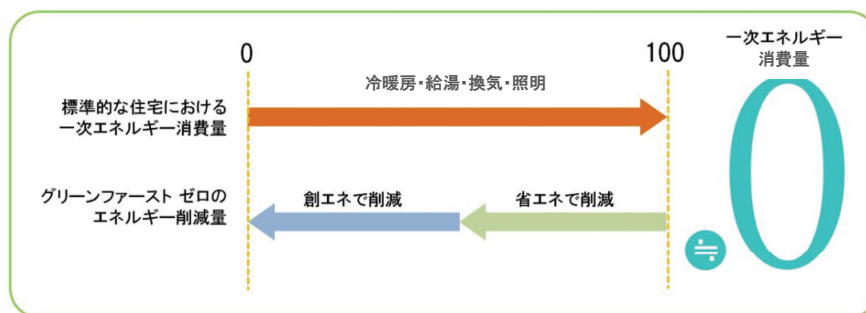 0
100
一次エネルギー
消費量
冷暖房・給湯・換気・照明
標準的な住宅における
一次エネルギー消費量
グリーンファースト ゼロの
エネルギー削減量
創エネで削減
省エネで削減
≒
0